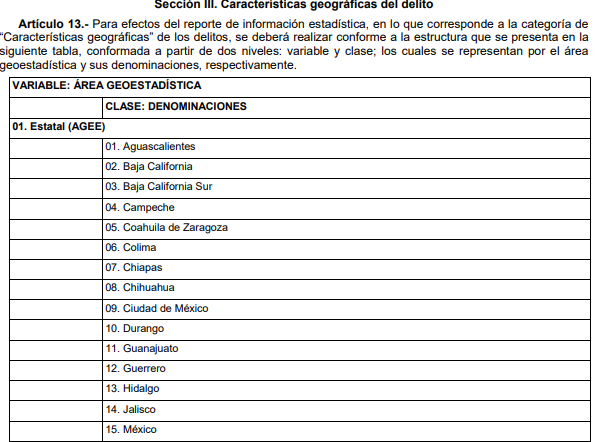 Sección III. Características geográficas del delito
Artículo 13.- Para efectos del reporte de información estadística, en lo que corresponde a la categoría de
“Características geográficas” de los delitos, se deberá realizar conforme a la estructura que se presenta en la
siguiente tabla, conformada a partir de dos niveles: variable y clase; los cuales se representan por el área
geoestadística y sus denominaciones, respectivamente.
VARIABLE: ÁREA GEOESTADÍSTICA
CLASE: DENOMINACIONES
01. Estatal (AGEE)
01. Aguascalientes
02. Baja California
03. Baja California Sur
04. Campeche
05. Coahuila de Zaragoza
06. Colima
07. Chiapas
08. Chihuahua
09. Ciudad de México
10. Durango
11. Guanajuato
12. Guerrero
13. Hidalgo
14. Jalisco
15. México